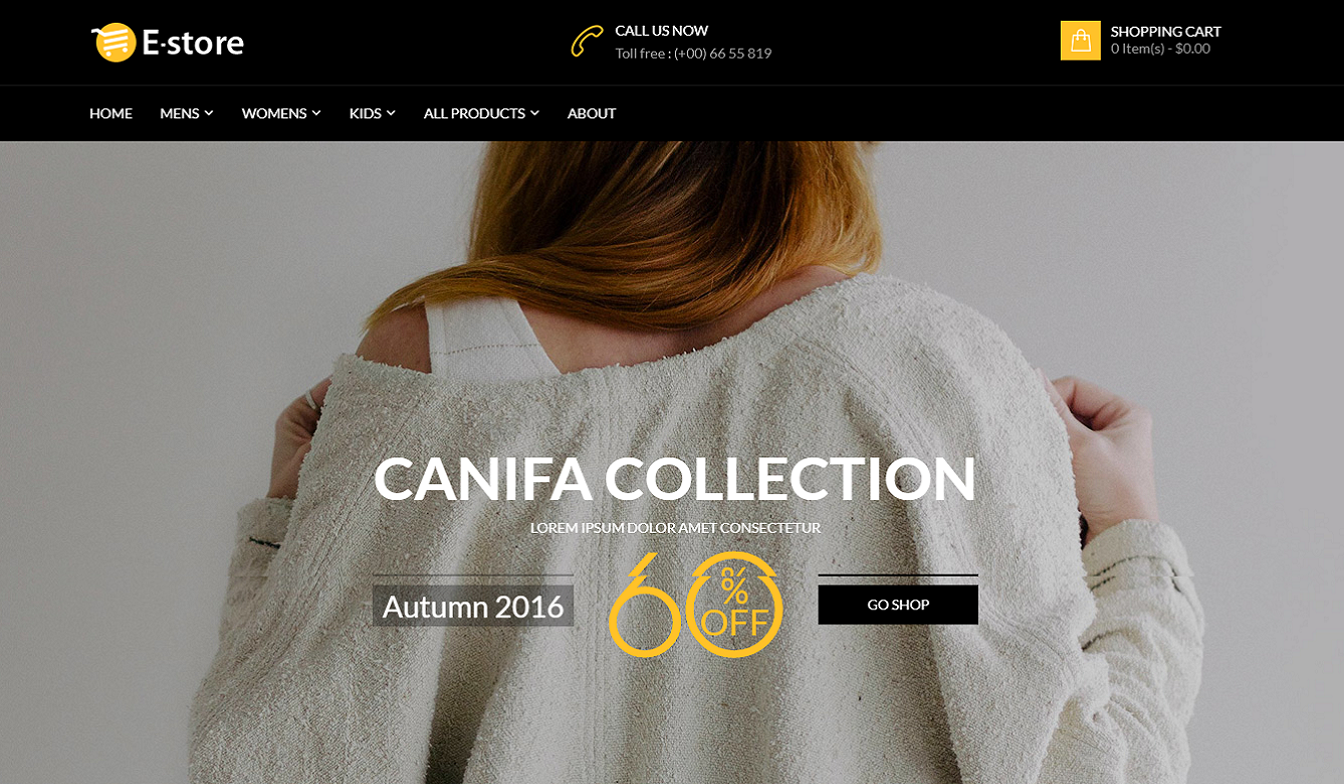 E-store
CALL US NOW
Toll free : (+00) 66 55 819
SHOPPING CART
0 Item(s) - $0.00
HOME MENS WOMENS KIDS ALL PRODUCTS ABOUT
CANIFA COLLECTION
LOREM IPSUM DOLOR AMET CONSECTETUR
Autumn 2016
60% OFF
GO SHOP